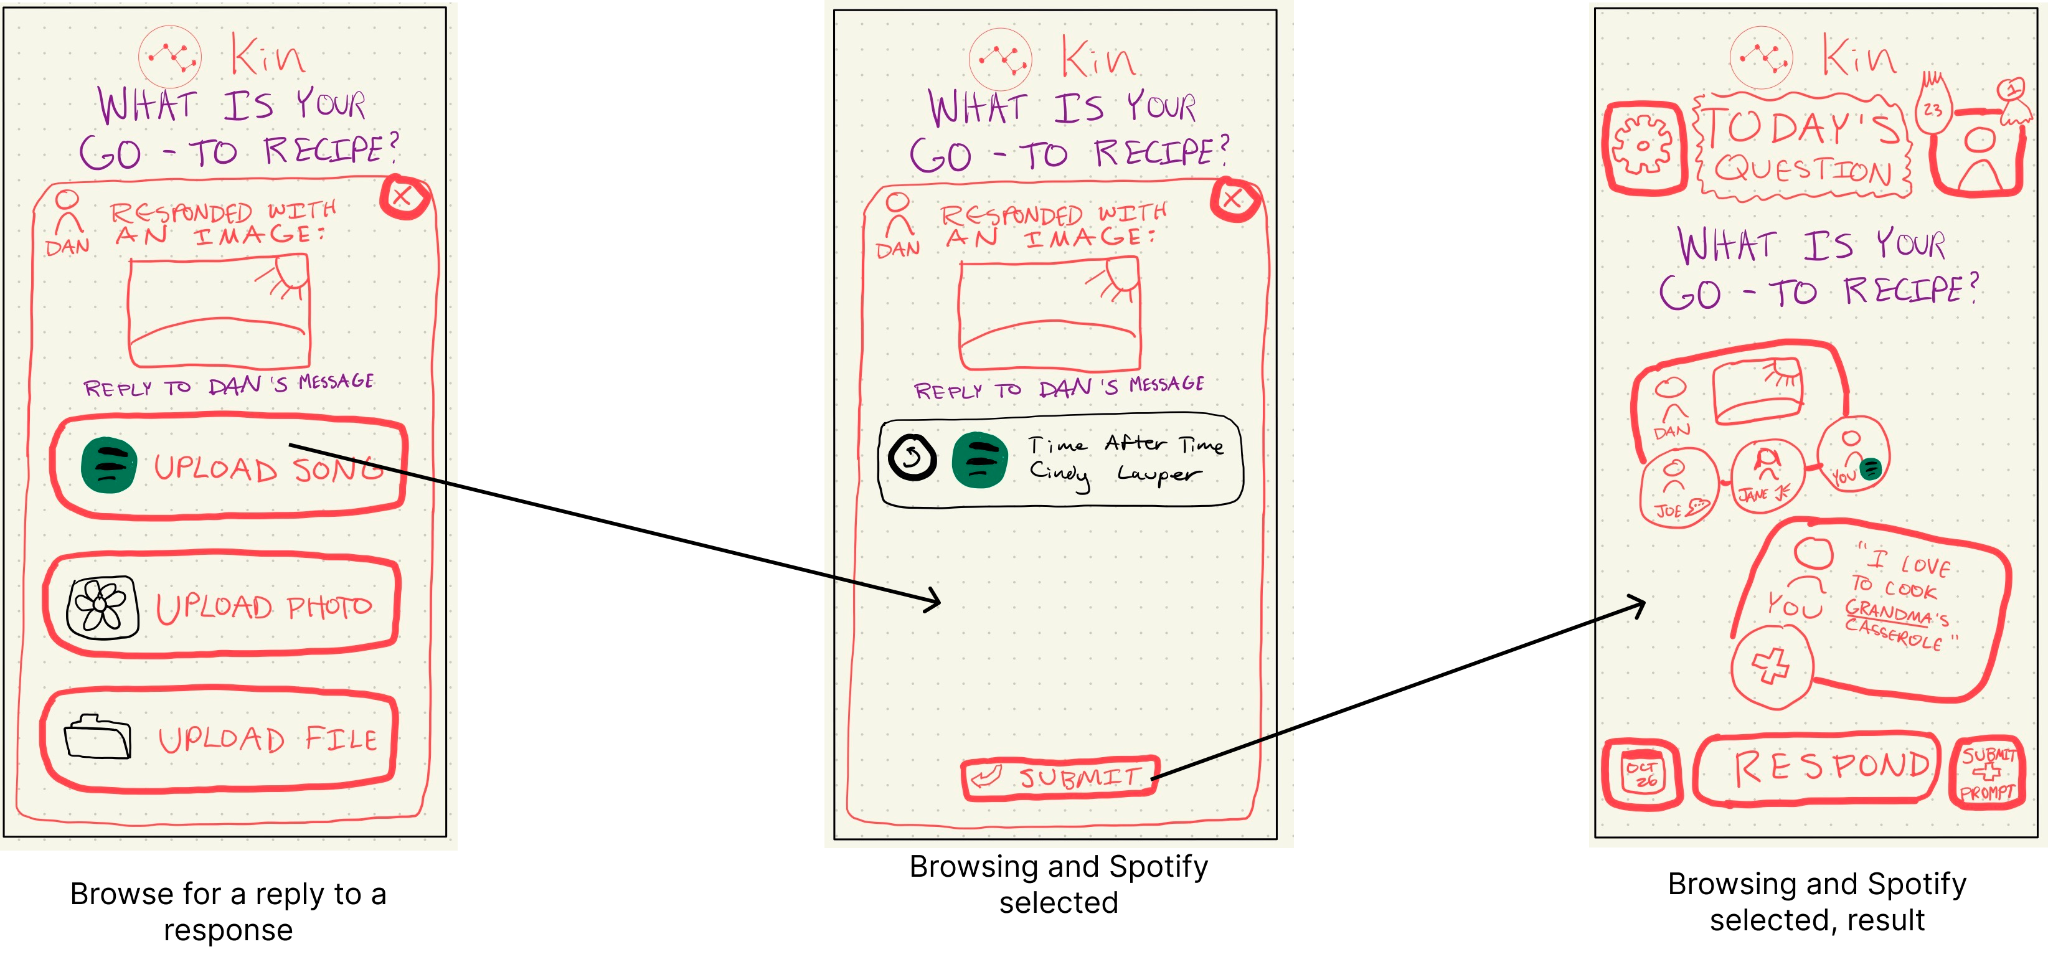 Kin
WHAT IS YOUR
GO - TO RECIPE?
DAN
RESPONDED WITH
AN IMAGE:
REPLY TO DAN'S MESSAGE
UPLOAD SONG
UPLOAD PHOTO
UPLOAD FILE
Browse for a reply to a
response
Kin
WHAT IS YOUR
GO - TO RECIPE?
DAN
RESPONDED WITH
AN IMAGE:
REPLY TO DAN'S MESSAGE
Time After Time
Cindy Lauper
SUBMIT
Browsing and Spotify
selected
Kin
TODAY'S
QUESTION
23
1
WHAT IS YOUR
GO - TO RECIPE?
DAN
JOE
JANE
YOU
YOU
"I LOVE
TO COOK
GRANDMA'S
CASSEROLE"
OCT
26
RESPOND
SUBMIT
PROMPT
Browsing and Spotify
selected, result